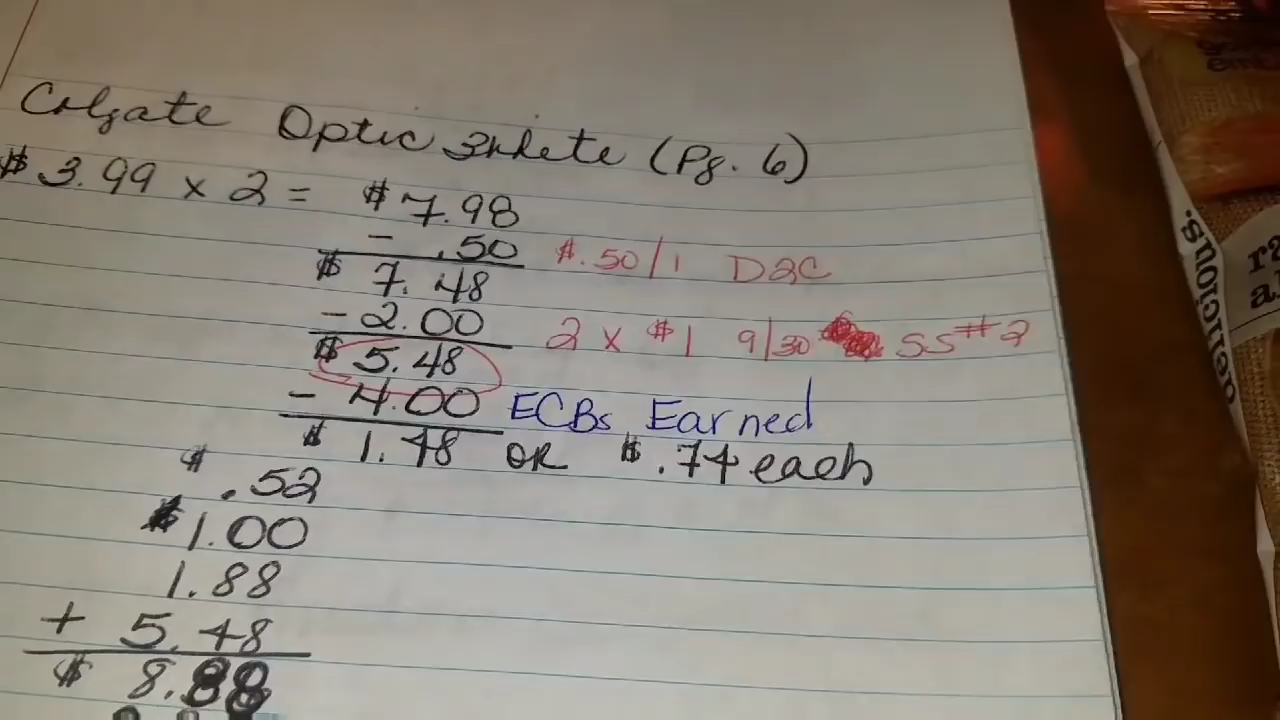 Colgate Optic White (Pg. 6)
$3.99 x 2 = $7.98
- .50 $.50/1 D2C
$ 7.48
- 2.00 2 x $1 9/30 SS#2
$ 5.48
- 4.00 ECBs Earned
$ 1.48 OR $.74 each
$ .52
$1.00
1.88
+ 5.48
$ 8.88